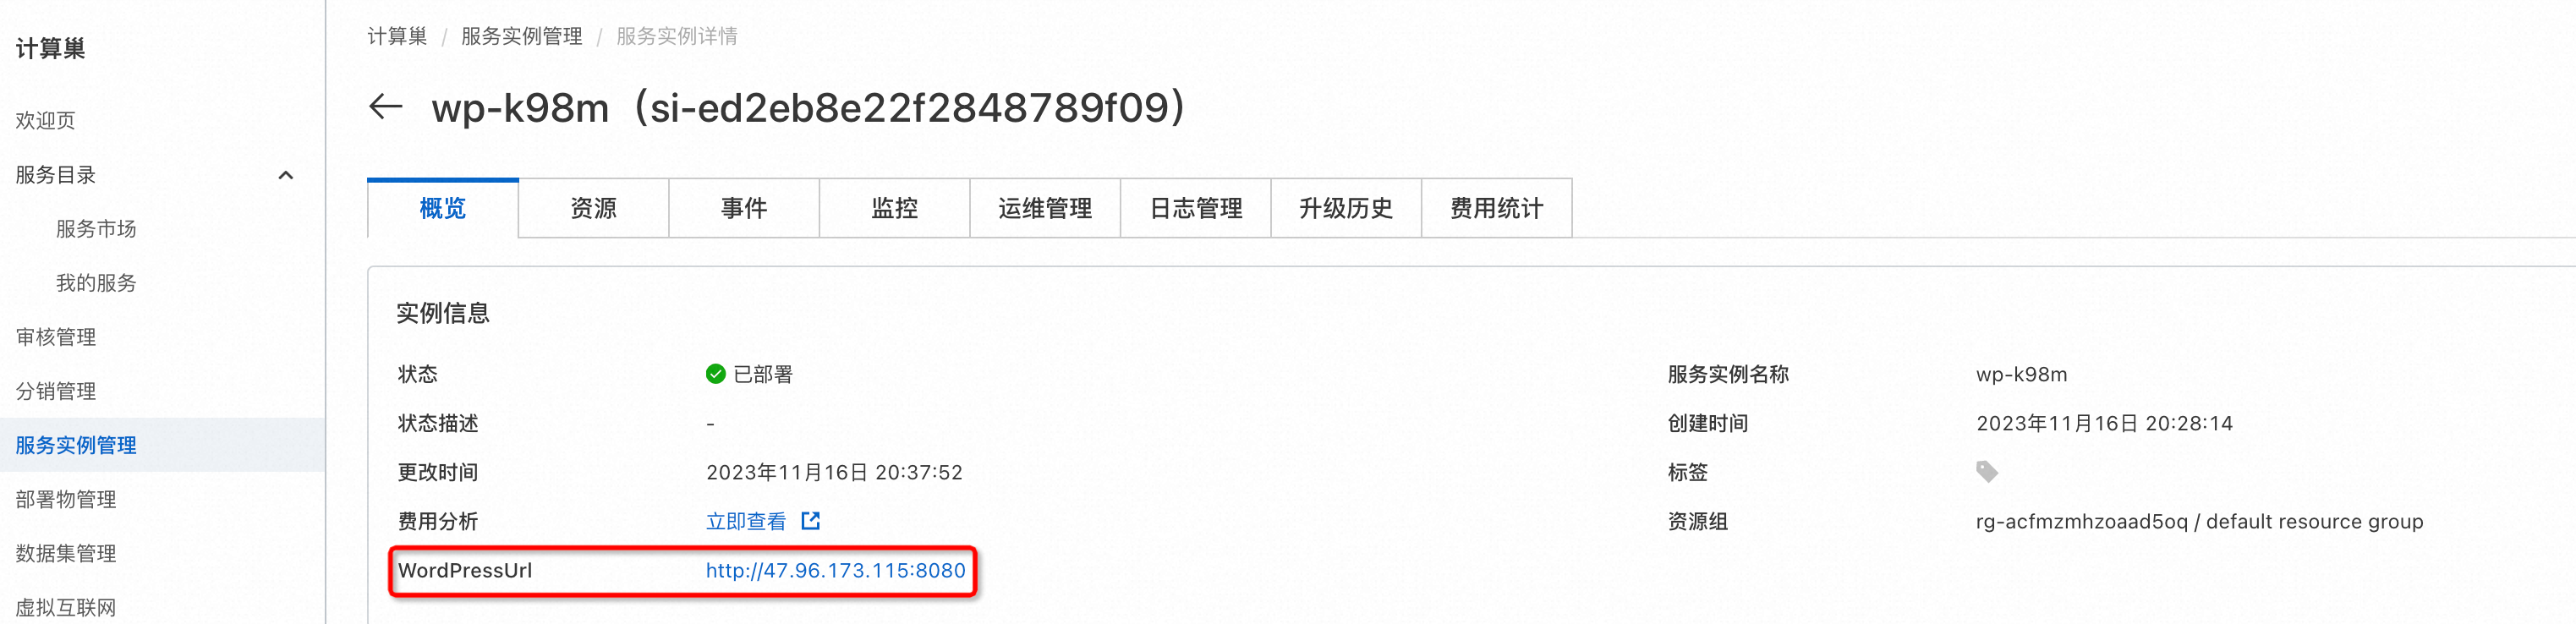 计算巢
欢迎页
服务目录
服务市场
我的服务
审核管理
分销管理
服务实例管理
部署物管理
数据集管理
虚拟互联网
计算巢 / 服务实例管理 / 服务实例详情
wp-k98m（si-ed2eb8e22f2848789f09）
概览 资源 事件 监控 运维管理 日志管理 升级历史 费用统计
实例信息
状态 已部署 服务实例名称 wp-k98m
状态描述 - 创建时间 2023年11月16日 20:28:14
更改时间 2023年11月16日 20:37:52 标签
费用分析 立即查看 资源组 rg-acfmzmhzoaad5oq / default resource group
WordPressUrl http://47.96.173.115:8080